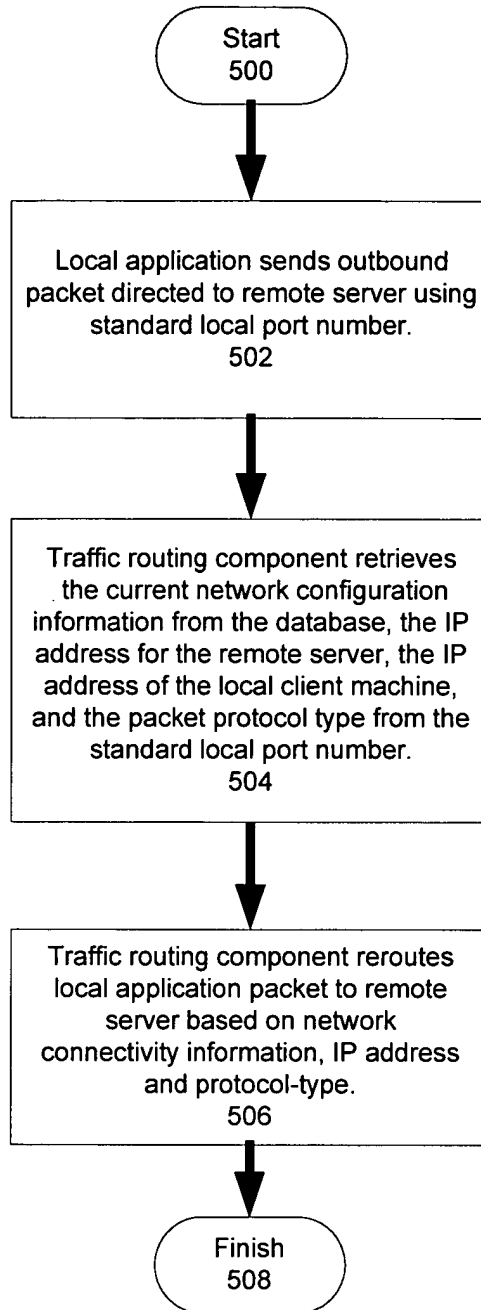 Start
500
Local application sends outbound
packet directed to remote server using
standard local port number.
502
Traffic routing component retrieves
the current network configuration
information from the database, the IP
address for the remote server, the IP
address of the local client machine,
and the packet protocol type from the
standard local port number.
504
Traffic routing component reroutes
local application packet to remote
server based on network
connectivity information, IP address
and protocol-type.
506
Finish
508